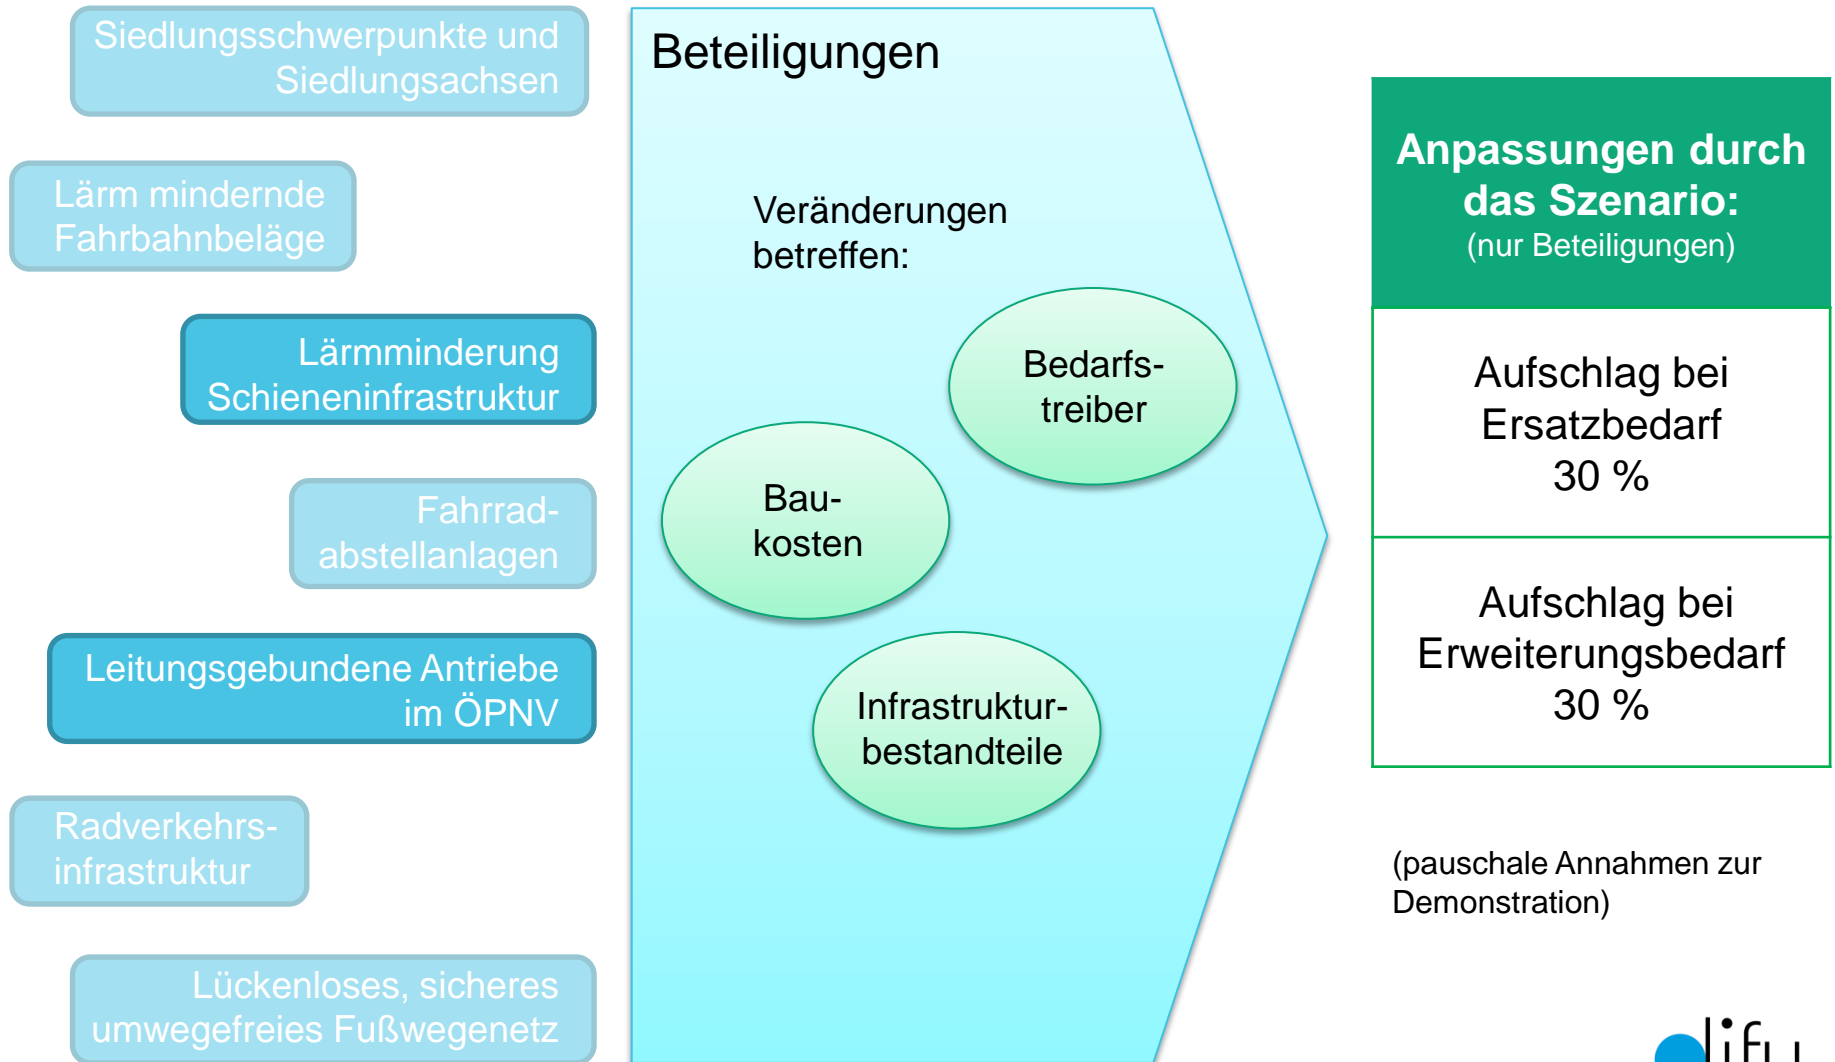 Siedlungsschwerpunkte und
Siedlungsachsen
Lärm mindernde
Fahrbahnbeläge
Lärmminderung
Schieneninfrastruktur
Fahrrad-
abstellanlagen
Leitungsgebundene Antriebe
im ÖPNV
Radverkehrs-
infrastruktur
Lückenloses, sicheres
umwegefreies Fußwegenetz
Beteiligungen
Veränderungen
betreffen:
Bedarfs-
treiber
Bau-
kosten
Infrastruktur-
bestandteile
Anpassungen durch
das Szenario:
(nur Beteiligungen)
Aufschlag bei
Ersatzbedarf
30 %
Aufschlag bei
Erweiterungsbedarf
30 %
(pauschale Annahmen zur
Demonstration)